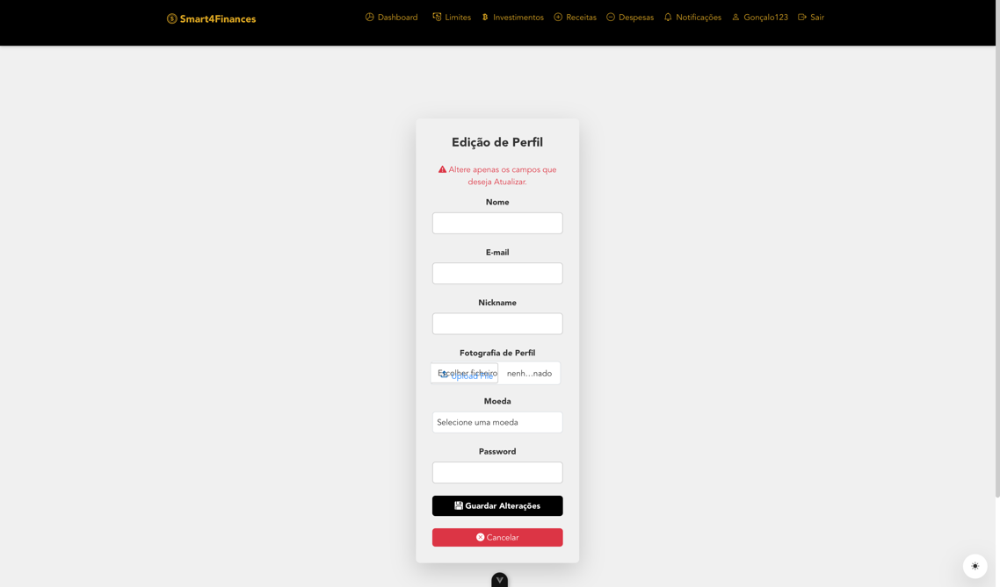 Smart4Finances
Dashboard
Limites
Investimentos
Receitas
Despesas
Notificações
Gonçalo123
Sair
Edição de Perfil
Altere apenas os campos que
deseja Atualizar.
Nome
E-mail
Nickname
Fotografia de Perfil
Escolher ficheiro
Upload File
nenh…nado
Moeda
Selecione uma moeda
Password
Guardar Alterações
Cancelar